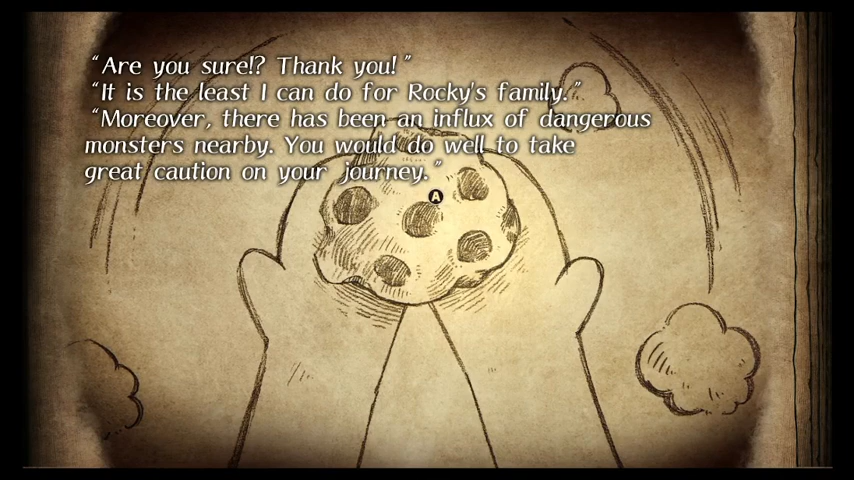 “Are you sure!? Thank you!”
“It is the least I can do for Rocky's family.”
“Moreover, there has been an influx of dangerous
monsters nearby. You would do well to take
great caution on your journey.”
A